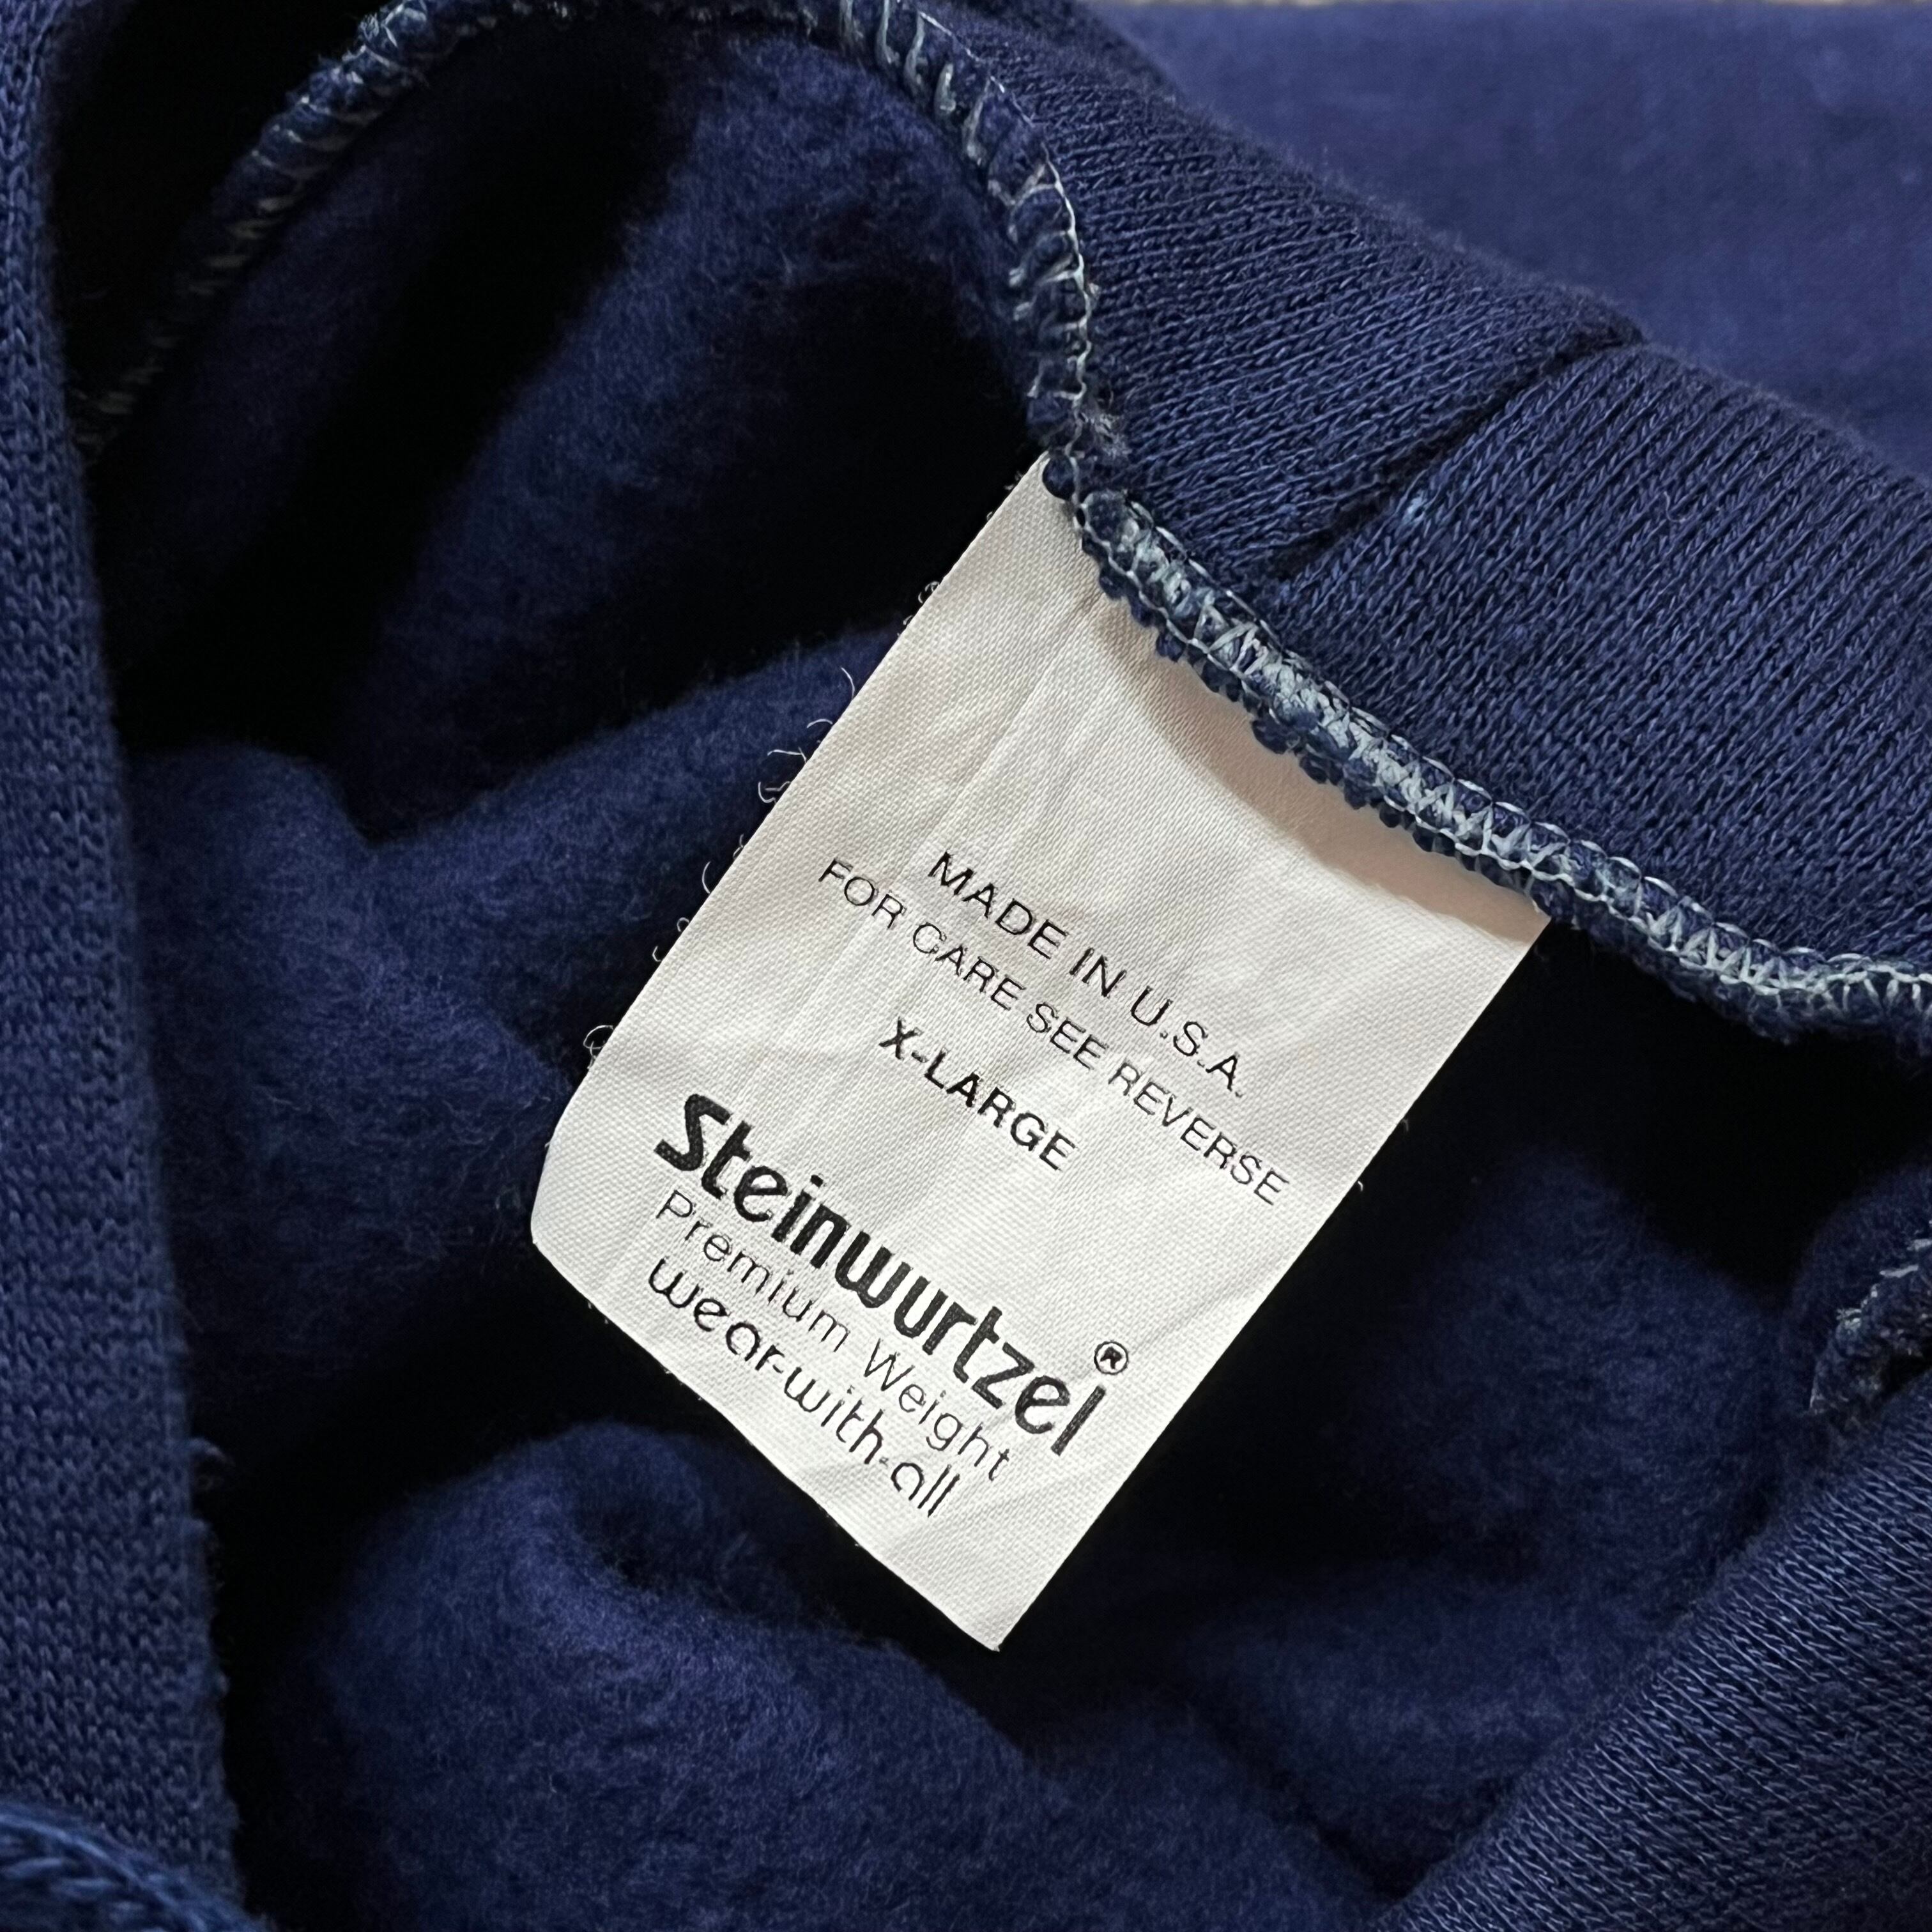 MADE IN U.S.A.
FOR CARE SEE REVERSE
X-LARGE
Steinwurtzel®
Premium Weight
wear-with-all